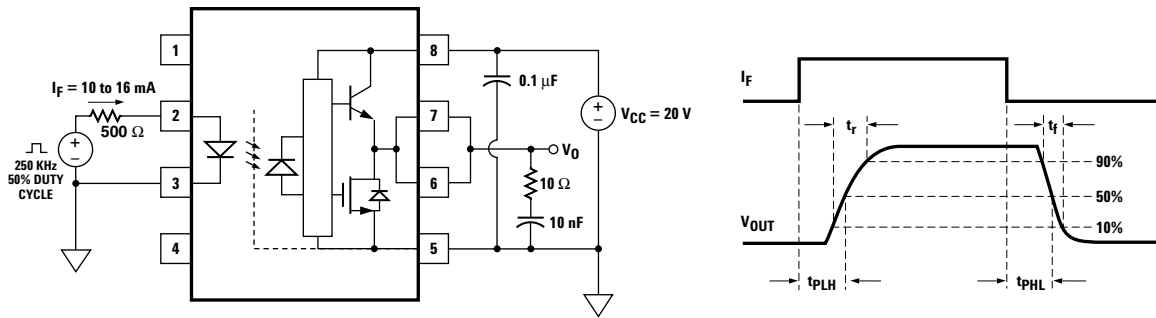 1
8
I_F = 10 to 16 mA
0.1 μF
500 Ω
2
7
V_CC = 20 V
250 KHz
50% DUTY
CYCLE
3
6
V_O
10 Ω
10 nF
4
5
I_F
t_r
t_f
90%
50%
10%
V_OUT
t_PLH
t_PHL